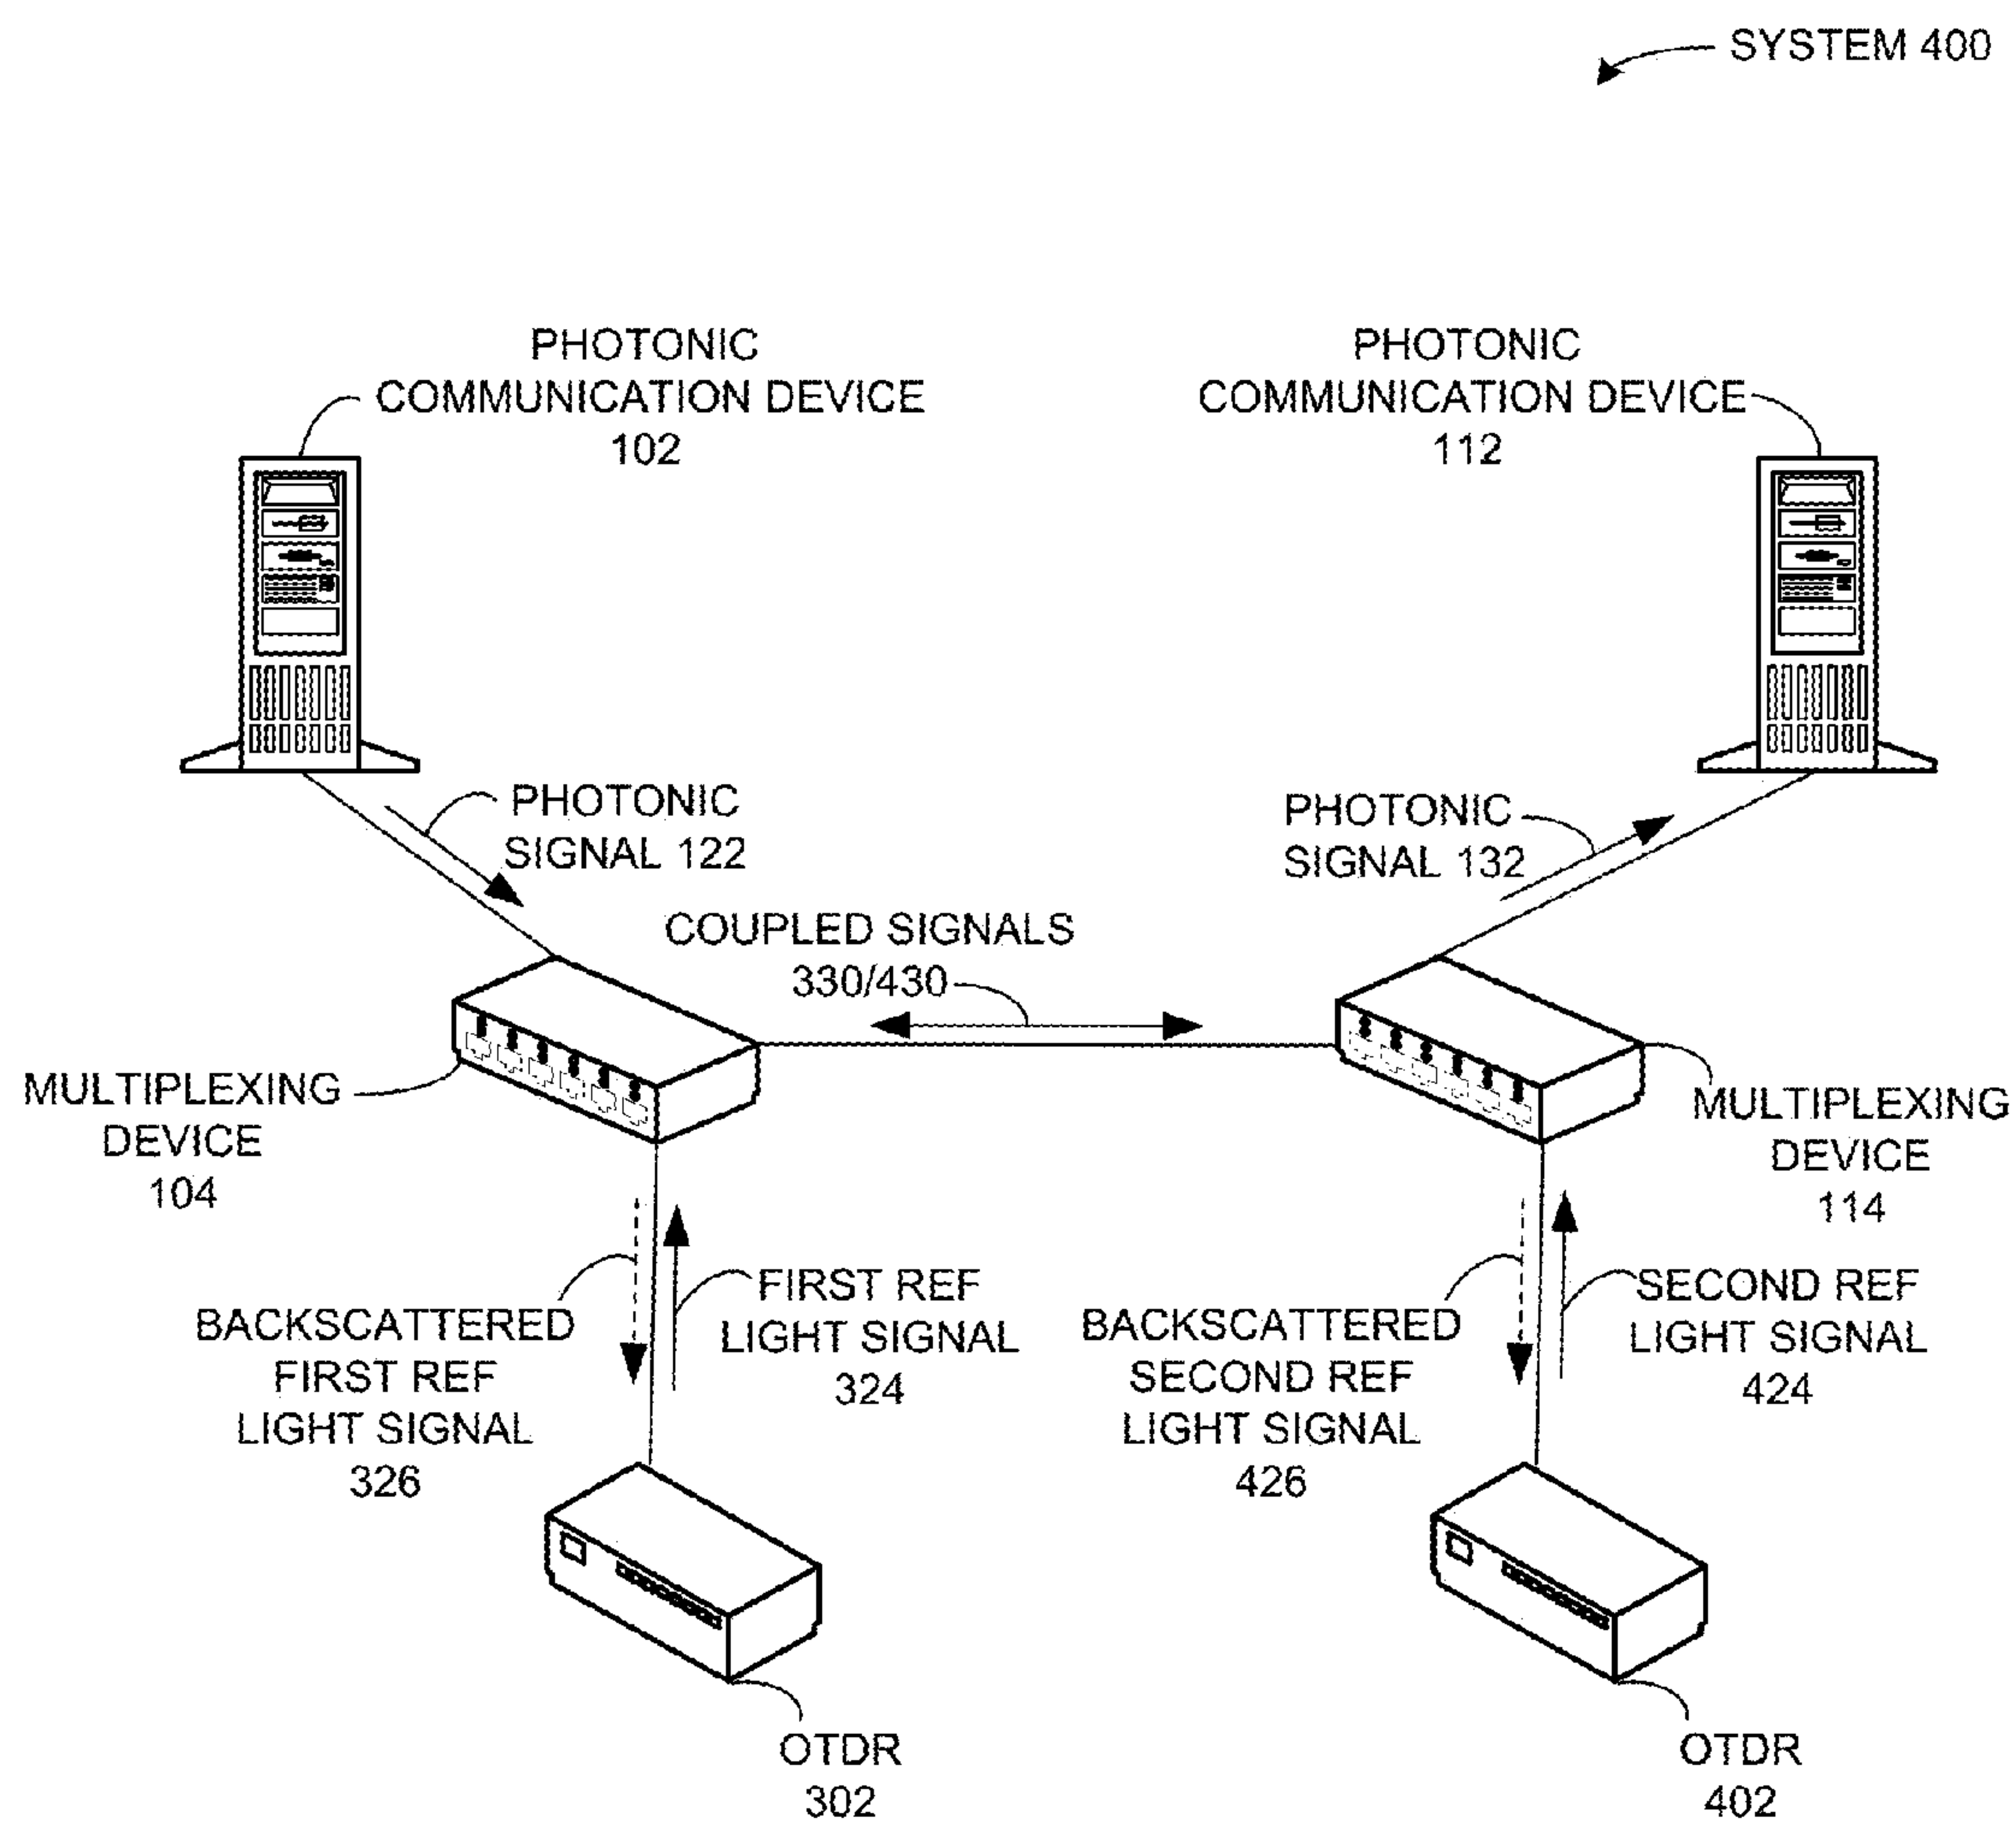 SYSTEM 400
PHOTONIC
COMMUNICATION DEVICE
102
PHOTONIC
COMMUNICATION DEVICE
112
PHOTONIC
SIGNAL 122
PHOTONIC
SIGNAL 132
COUPLED SIGNALS
330/430
MULTIPLEXING
DEVICE
104
MULTIPLEXING
DEVICE
114
BACKSCATTERED
FIRST REF
LIGHT SIGNAL
326
FIRST REF
LIGHT SIGNAL
324
BACKSCATTERED
SECOND REF
LIGHT SIGNAL
426
SECOND REF
LIGHT SIGNAL
424
OTDR
302
OTDR
402